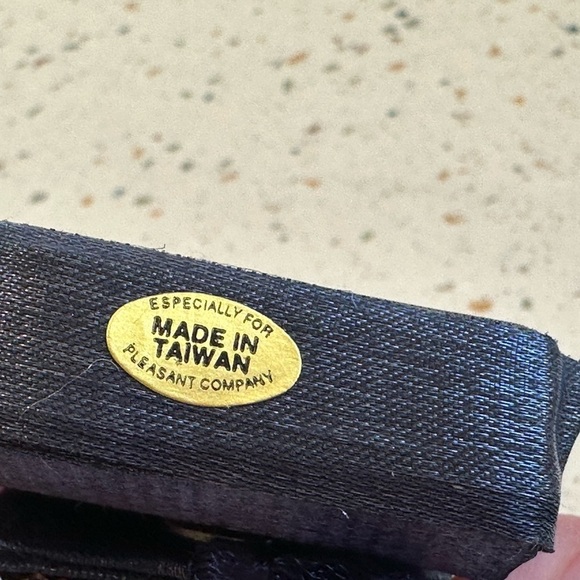 ESPECIALLY FOR
MADE IN
TAIWAN
PLEASANT COMPANY